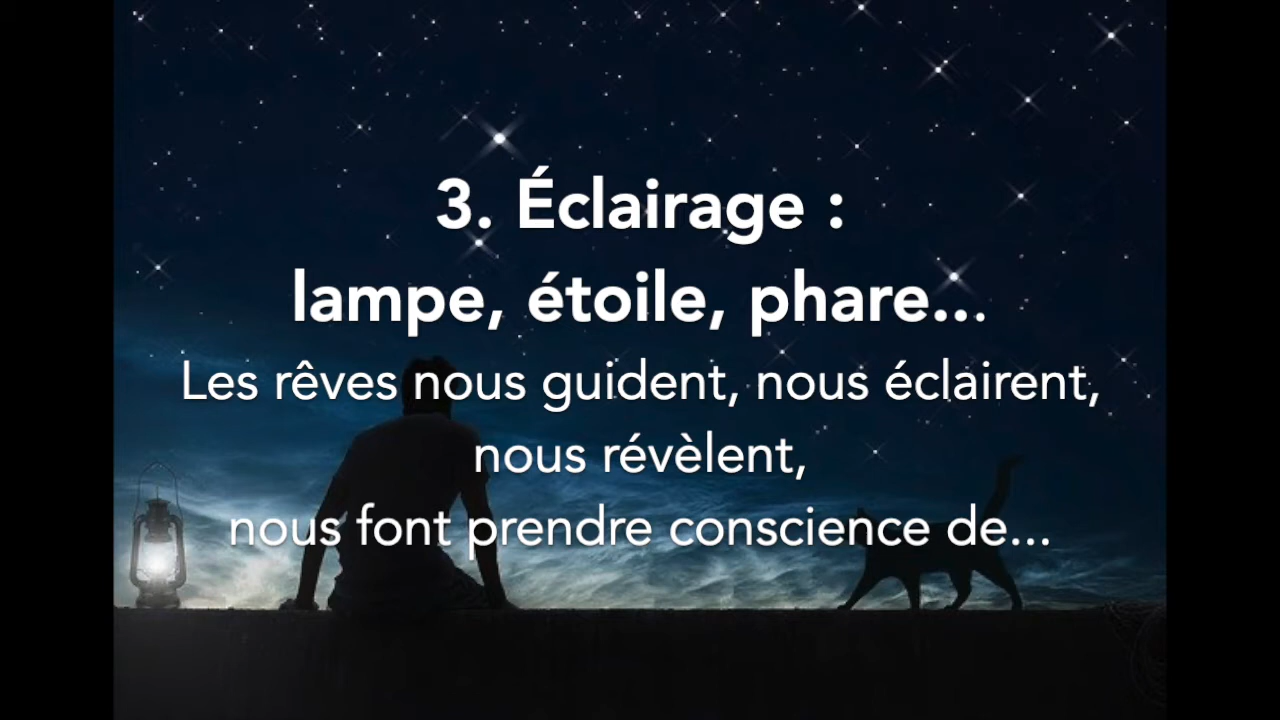 3. Éclairage :
lampe, étoile, phare...
Les rêves nous guident, nous éclairent,
nous révèlent,
nous font prendre conscience de...